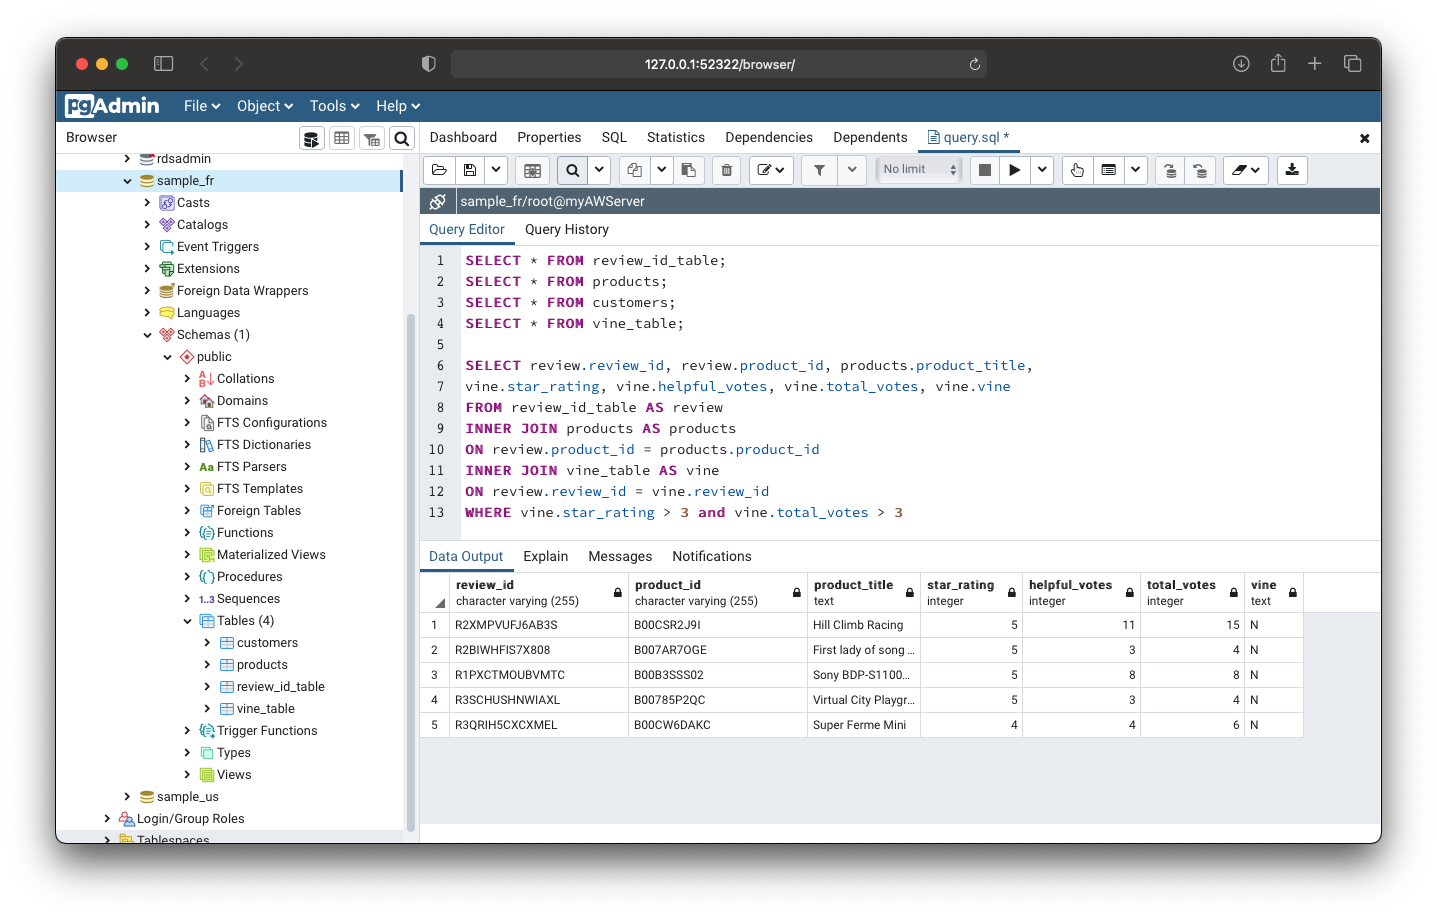 127.0.0.1:52322/browser/
pgAdmin File Object Tools Help
Browser
Dashboard Properties SQL Statistics Dependencies Dependents query.sql *
No limit
sample_fr/root@myAWServer
Query Editor Query History
rdsadmin
sample_fr
Casts
Catalogs
Event Triggers
Extensions
Foreign Data Wrappers
Languages
Schemas (1)
public
Collations
Domains
FTS Configurations
FTS Dictionaries
Aa FTS Parsers
FTS Templates
Foreign Tables
Functions
Materialized Views
Procedures
1..3 Sequences
Tables (4)
customers
products
review_id_table
vine_table
Trigger Functions
Types
Views
sample_us
Login/Group Roles
Tablespaces
1 SELECT * FROM review_id_table;
2 SELECT * FROM products;
3 SELECT * FROM customers;
4 SELECT * FROM vine_table;
5
6 SELECT review.review_id, review.product_id, products.product_title,
7 vine.star_rating, vine.helpful_votes, vine.total_votes, vine.vine
8 FROM review_id_table AS review
9 INNER JOIN products AS products
10 ON review.product_id = products.product_id
11 INNER JOIN vine_table AS vine
12 ON review.review_id = vine.review_id
13 WHERE vine.star_rating > 3 and vine.total_votes > 3
Data Output Explain Messages Notifications
review_id product_id product_title star_rating helpful_votes total_votes vine
character varying (255) character varying (255) text integer integer integer text
1 R2XMPVUFJ6AB3S B00CSR2J9I Hill Climb Racing 5 11 15 N
2 R2BIWHFIS7X808 B007AR7OGE First lady of song ... 5 3 4 N
3 R1PXCTMOUBVMTC B00B3SSS02 Sony BDP-S1100... 5 8 8 N
4 R3SCHUSHNWIAXL B00785P2QC Virtual City Playgr... 5 3 4 N
5 R3QRIH5CXCXMEL B00CW6DAKC Super Ferme Mini 4 4 6 N